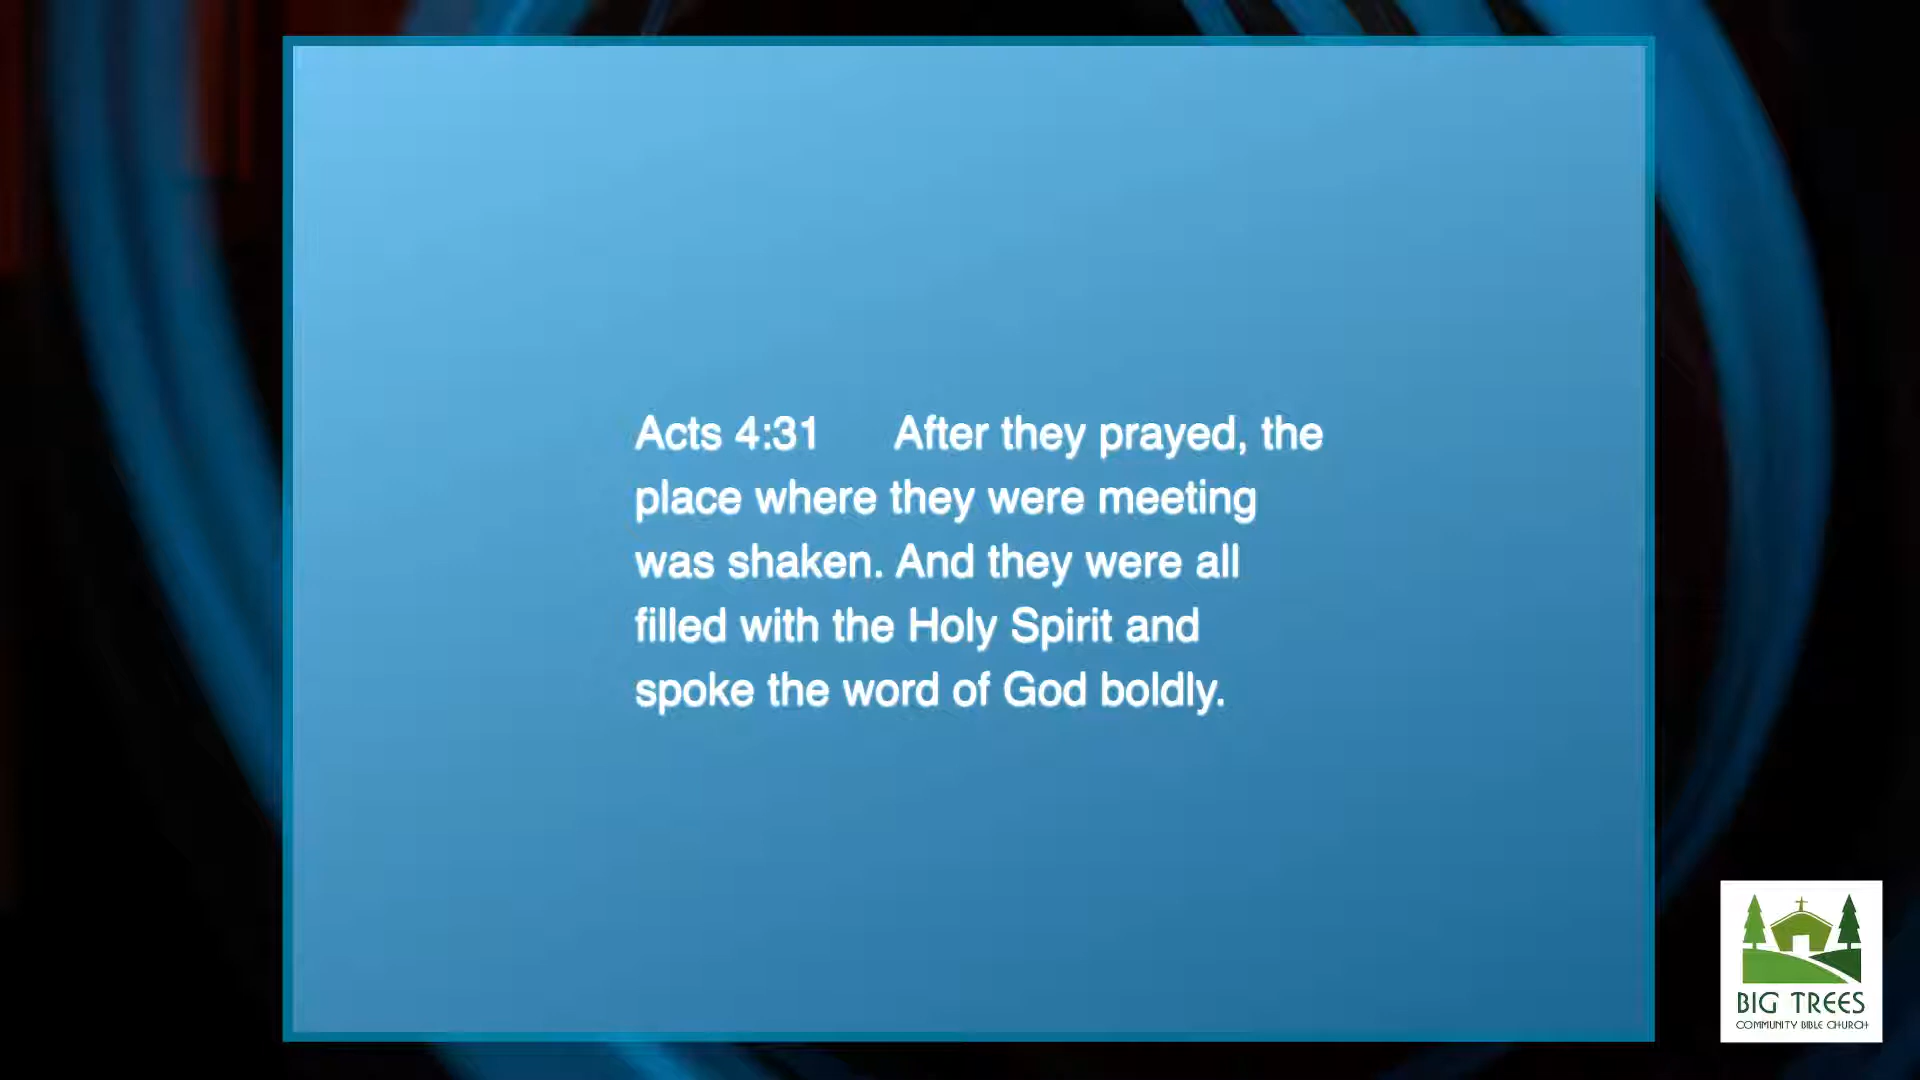 Acts 4:31 After they prayed, the
place where they were meeting
was shaken. And they were all
filled with the Holy Spirit and
spoke the word of God boldly.
BIG TREES
COMMUNITY BIBLE CHURCH